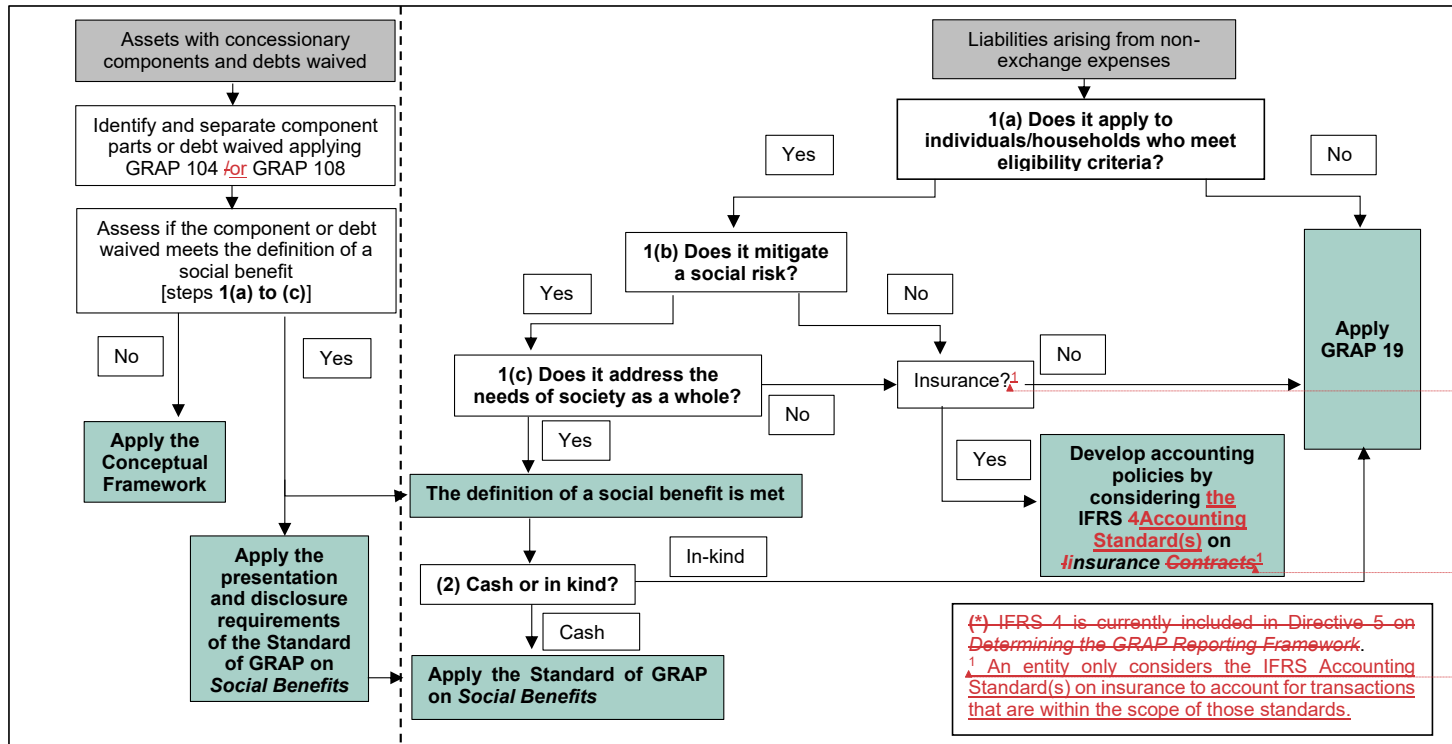 Assets with concessionary
components and debts waived
Identify and separate component
parts or debt waived applying
GRAP 104 /or GRAP 108
Assess if the component or debt
waived meets the definition of a
social benefit
[steps 1(a) to (c)]
No
Yes
Apply the
Conceptual
Framework
Apply the
presentation
and disclosure
requirements
of the Standard
of GRAP on
Social Benefits
Liabilities arising from non-
exchange expenses
1(a) Does it apply to
individuals/households who meet
eligibility criteria?
Yes
No
1(b) Does it mitigate
a social risk?
Yes
No
1(c) Does it address the
needs of society as a whole?
No
Yes
Insurance?1
No
Yes
Apply
GRAP 19
Develop accounting
policies by
considering the
IFRS 4Accounting
Standard(s) on
Iinsurance Contracts1
The definition of a social benefit is met
(2) Cash or in kind?
In-kind
Cash
Apply the Standard of GRAP
on Social Benefits
(*) IFRS 4 is currently included in Directive 5 on
Determining the GRAP Reporting Framework.
1 An entity only considers the IFRS Accounting
Standard(s) on insurance to account for transactions
that are within the scope of those standards.